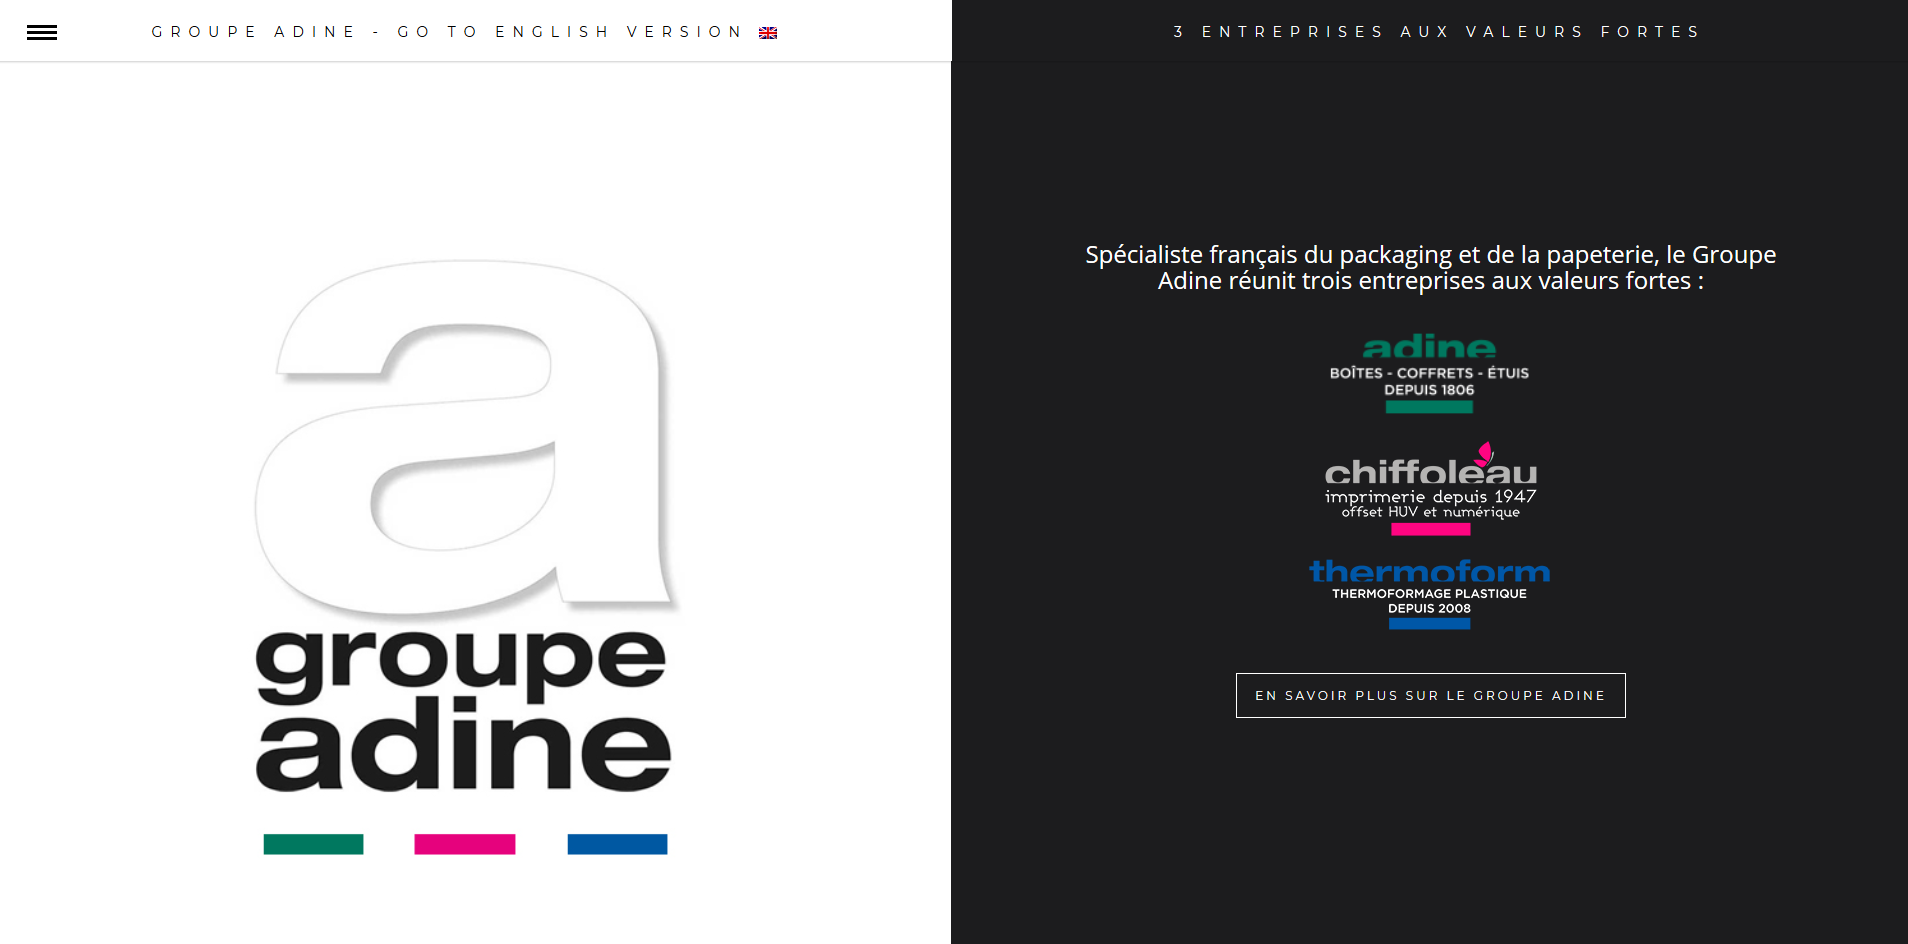 GROUPE ADINE - GO TO ENGLISH VERSION
3 ENTREPRISES AUX VALEURS FORTES
a
groupe
adine
Spécialiste français du packaging et de la papeterie, le Groupe
Adine réunit trois entreprises aux valeurs fortes :
adine
BOÎTES - COFFRETS - ÉTUIS
DEPUIS 1806
chiffoleau
imprimerie depuis 1947
offset HUV et numérique
thermoform
THERMOFORMAGE PLASTIQUE
DEPUIS 2008
EN SAVOIR PLUS SUR LE GROUPE ADINE